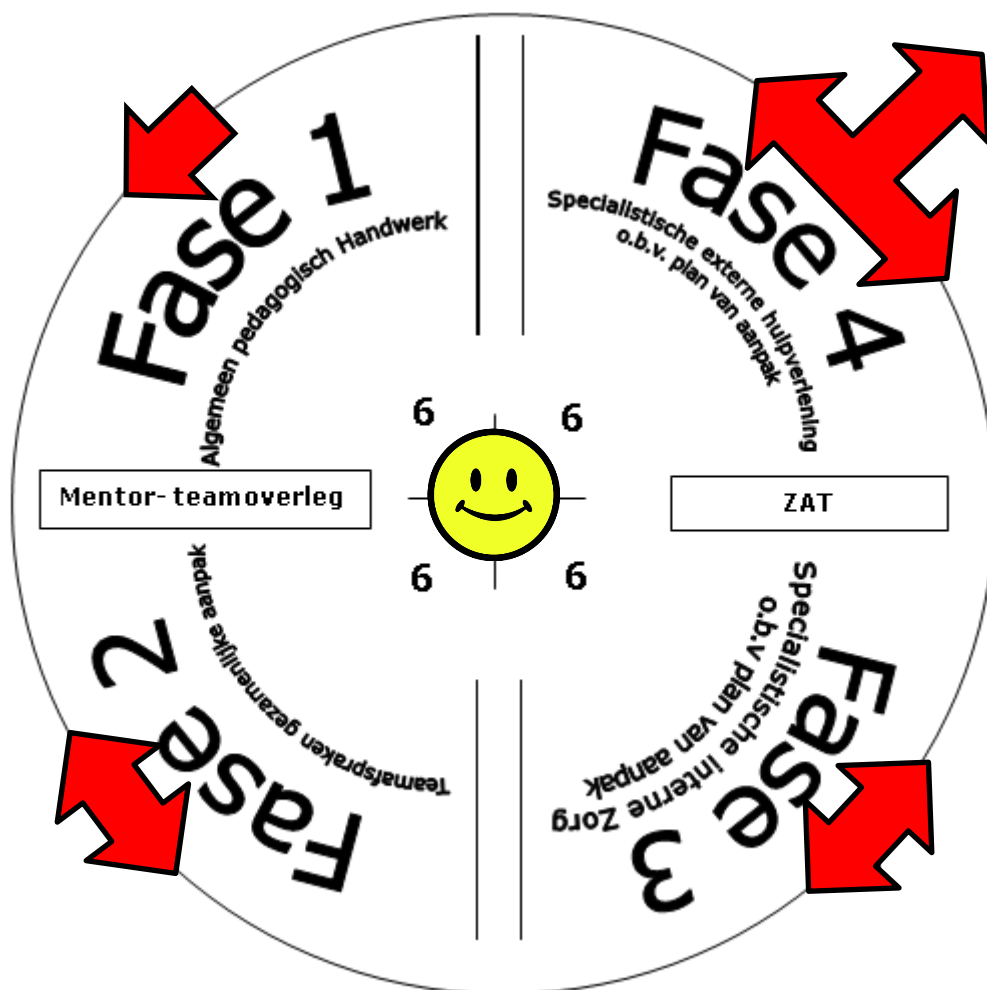 Fase 1
Algemeen pedagogisch Handwerk
Fase 4
Specialistische externe hulpverlening
o.b.v. plan van aanpak
6
6
Mentor-teamoverleg
ZAT
6
6
Fase 2
Teamafspraken gezamenlijke aanpak
Fase 3
Specialistische interne Zorg
o.b.v plan van aanpak